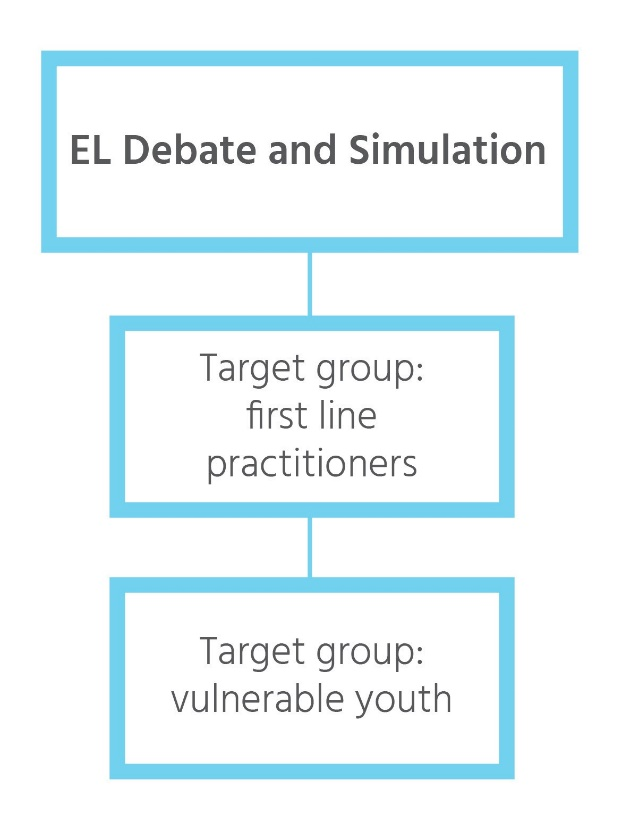 EL Debate and Simulation
Target group:
first line
practitioners
Target group:
vulnerable youth